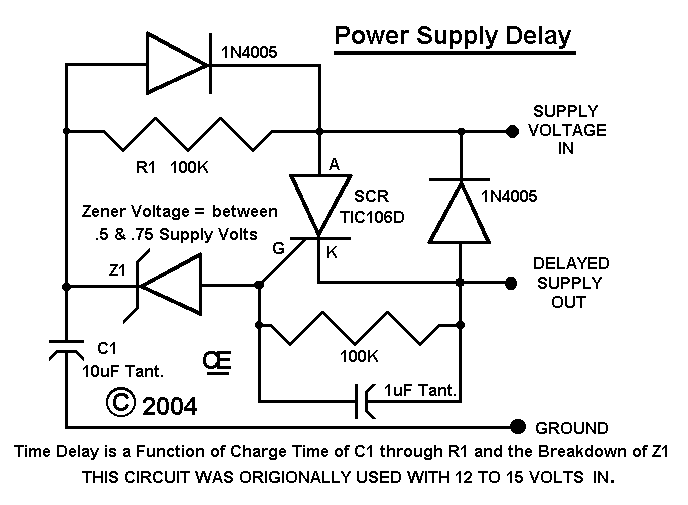 Power Supply Delay
1N4005
SUPPLY
VOLTAGE
IN
R1 100K
A
SCR
TIC106D
1N4005
Zener Voltage = between
.5 & .75 Supply Volts
G
K
Z1
DELAYED
SUPPLY
OUT
C1
10uF Tant.
100K
Œ
© 2004
1uF Tant.
GROUND
Time Delay is a Function of Charge Time of C1 through R1 and the Breakdown of Z1
THIS CIRCUIT WAS ORIGIONALLY USED WITH 12 TO 15 VOLTS IN.